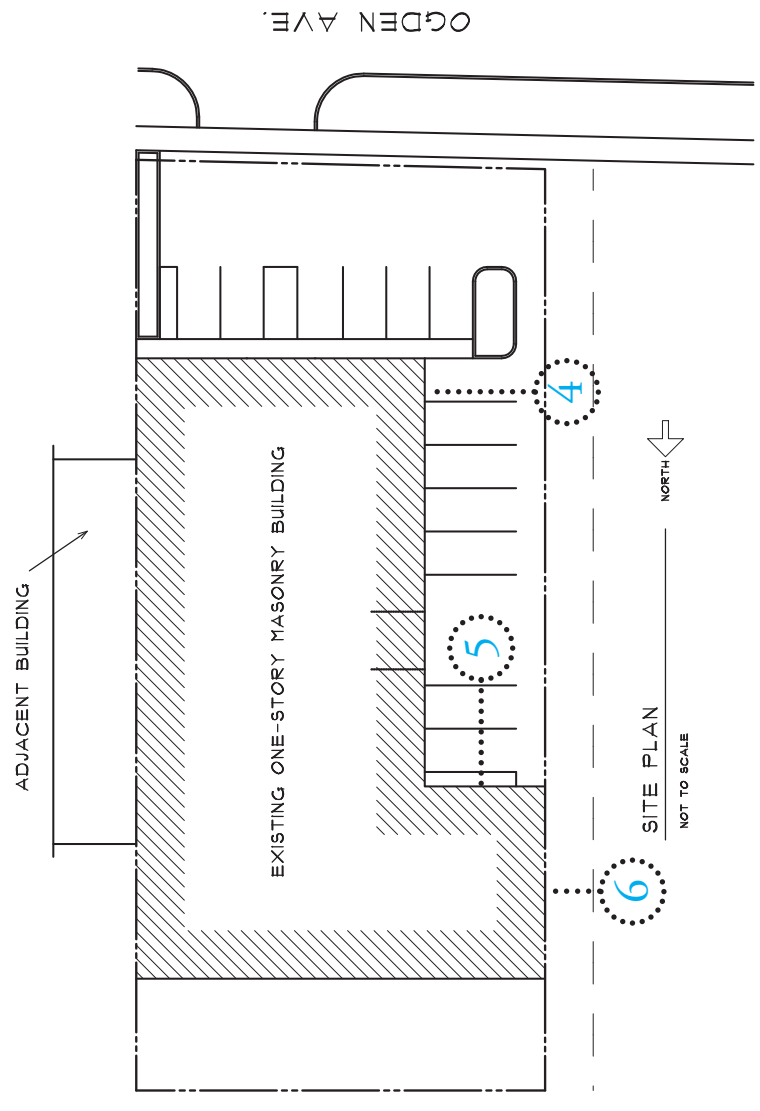 OGDEN AVE.
ADJACENT BUILDING
EXISTING ONE-STORY MASONRY BUILDING
4
5
6
NORTH
SITE PLAN
NOT TO SCALE